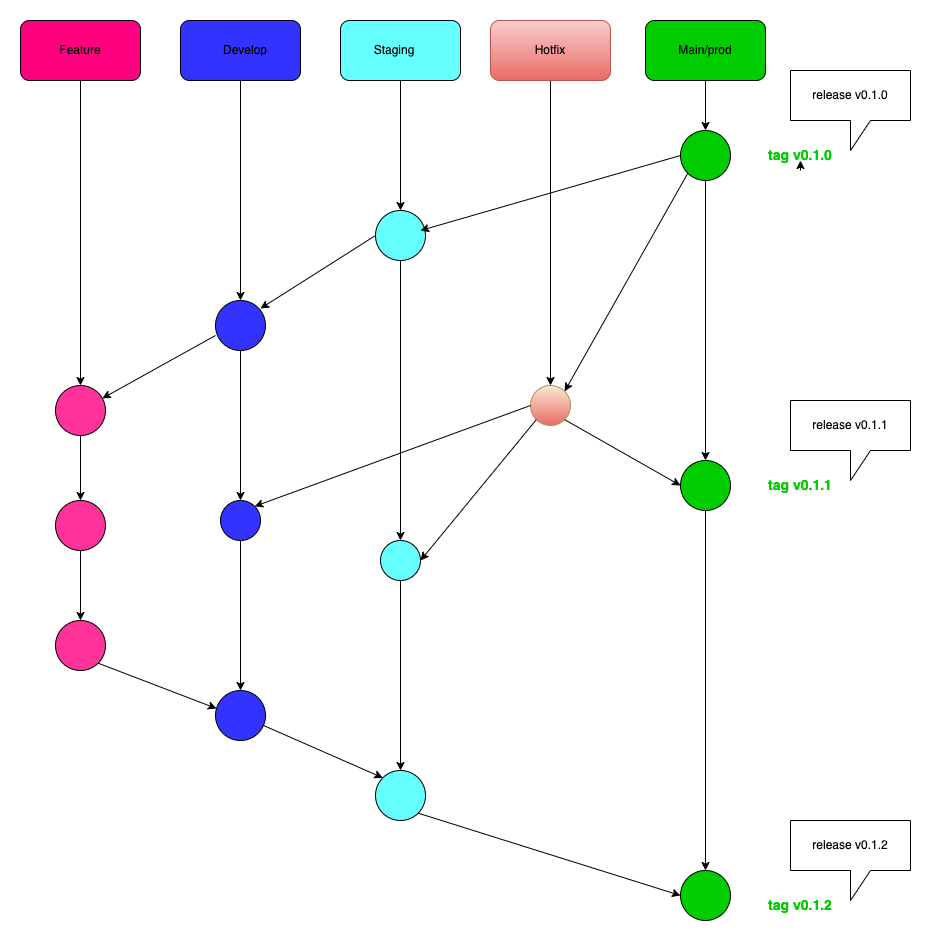 Feature
Develop
Staging
Hotfix
Main/prod
release v0.1.0
tag v0.1.0
release v0.1.1
tag v0.1.1
release v0.1.2
tag v0.1.2